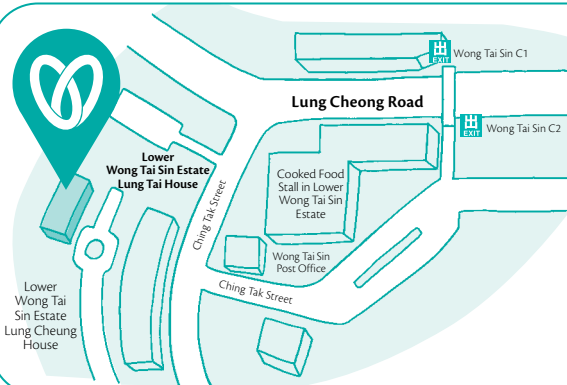 EXIT
Wong Tai Sin C1
Lung Cheong Road
EXIT
Wong Tai Sin C2
Lower
Wong Tai Sin Estate
Lung Tai House
Cooked Food
Stall in Lower
Wong Tai Sin
Estate
Ching Tak Street
Wong Tai Sin
Post Office
Ching Tak Street
Lower
Wong Tai
Sin Estate
Lung Cheung
House